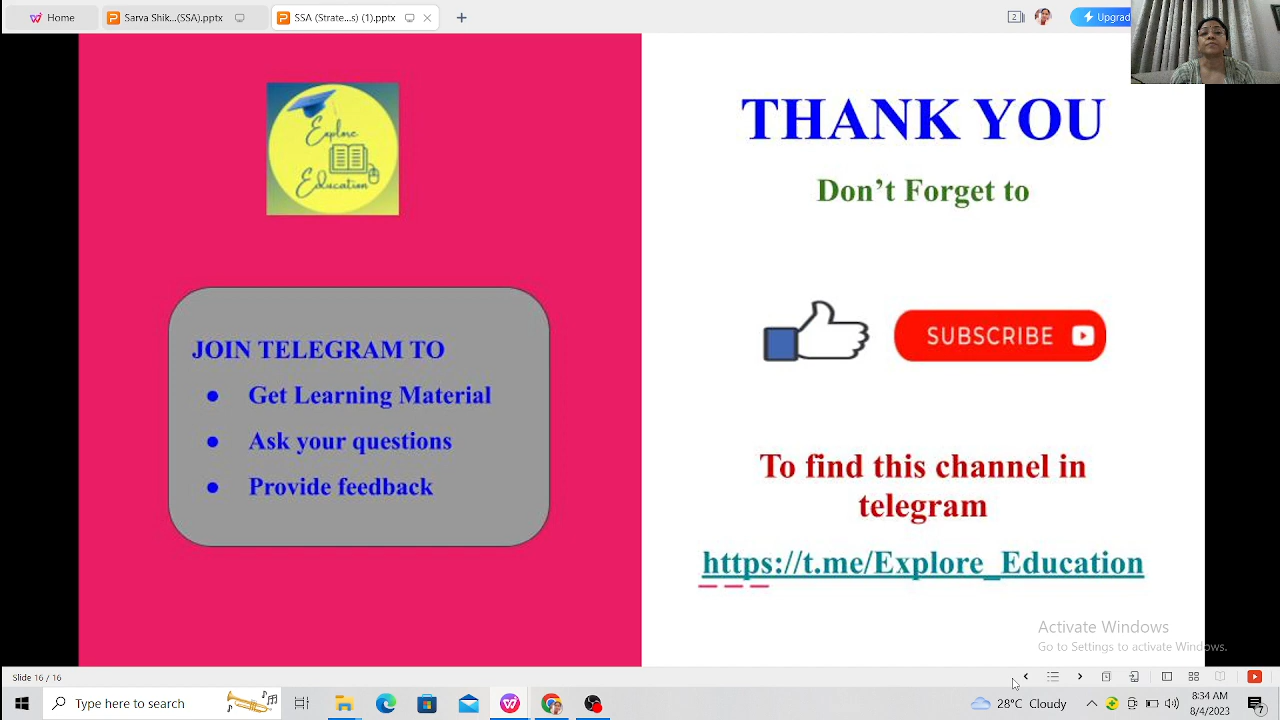 Home
Sarva Shik...(SSA).pptx
SSA (Strate...s) (1).pptx
2
Upgrad
Explore
Education
THANK YOU
Don't Forget to
SUBSCRIBE
JOIN TELEGRAM TO
● Get Learning Material
● Ask your questions
● Provide feedback
To find this channel in
telegram
https://t.me/Explore_Education
Activate Windows
Go to Settings to activate Windows.
Slide 16 / 16
Type here to search
28°C Cloudy
8:34 AM
8/4/2023
7